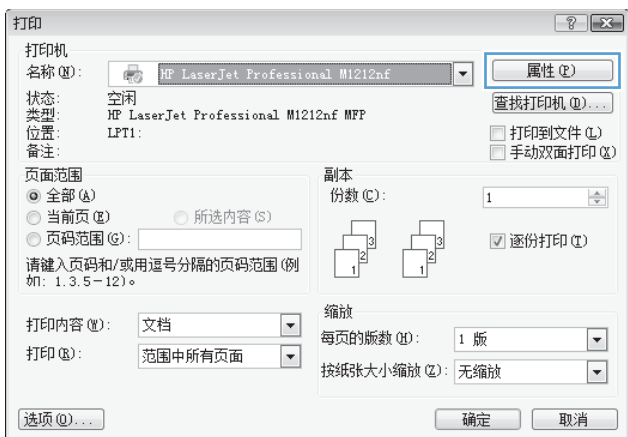 打印
打印机
名称(N): HP LaserJet Professional M1212nf 属性(P)
状态: 空闲 查找打印机(D)...
类型: HP LaserJet Professional M1212nf MFP
位置: LPT1: 打印到文件(L)
备注: 手动双面打印(X)
页面范围 副本
全部(A) 份数(C): 1
当前页(E) 所选内容(S)
页码范围(G): 逐份打印(T)
请键入页码和/或用逗号分隔的页码范围(例
如: 1.3.5-12)。
3 3
2 2
1 1
缩放
打印内容(W): 文档 每页的版数(H): 1 版
打印(R): 范围中所有页面 按纸张大小缩放(Z): 无缩放
选项(O)... 确定 取消